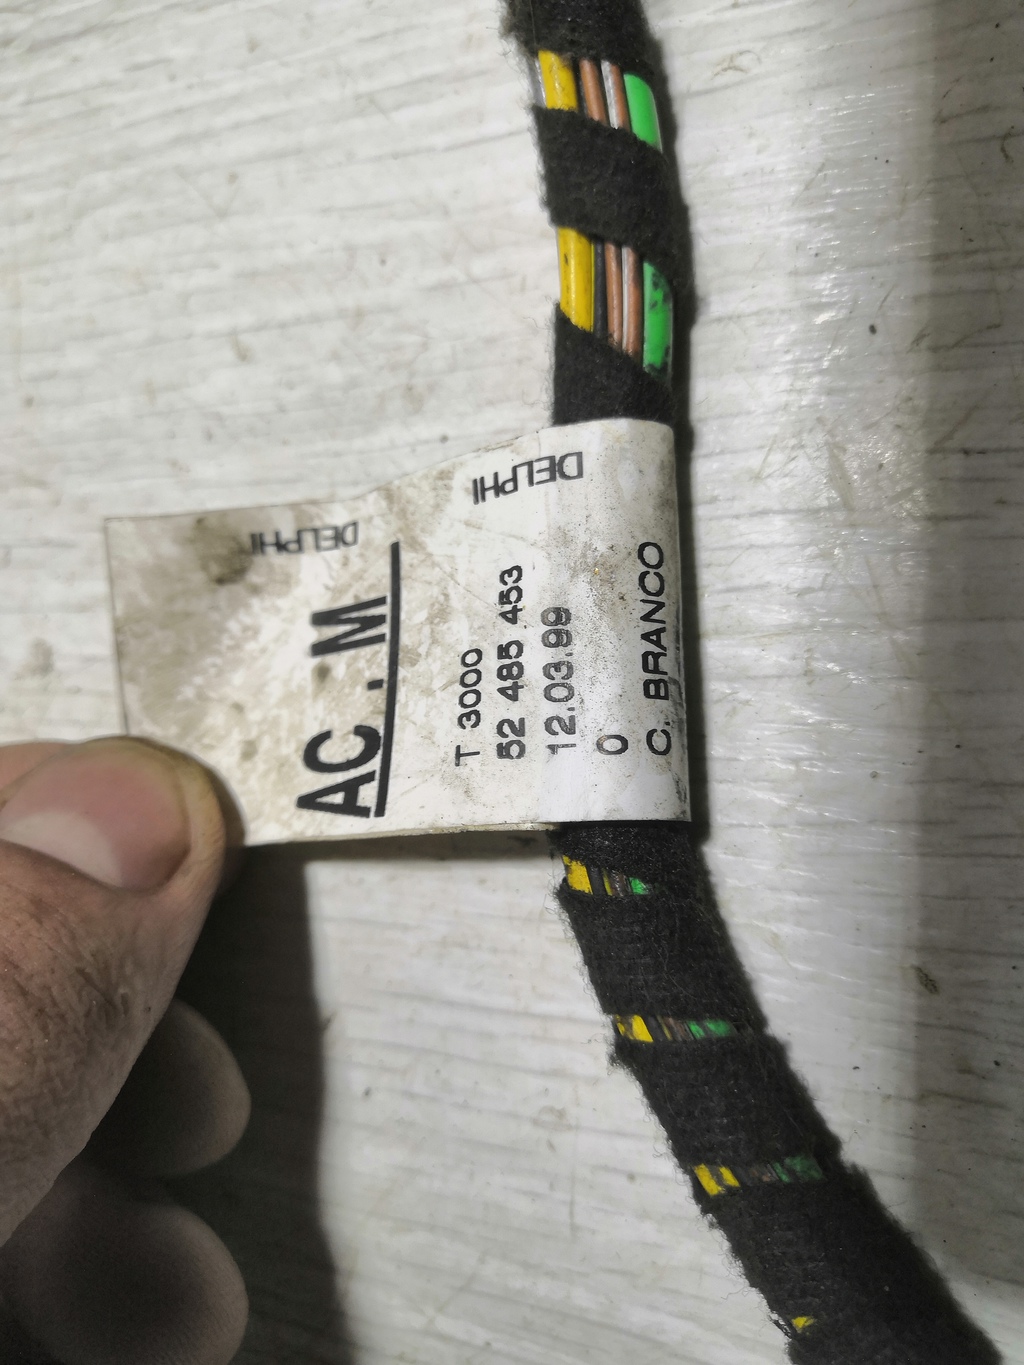 DELPHI
DELPHI
AC.M
T 3000
52 485 453
12.03.99
0
C. BRANCO